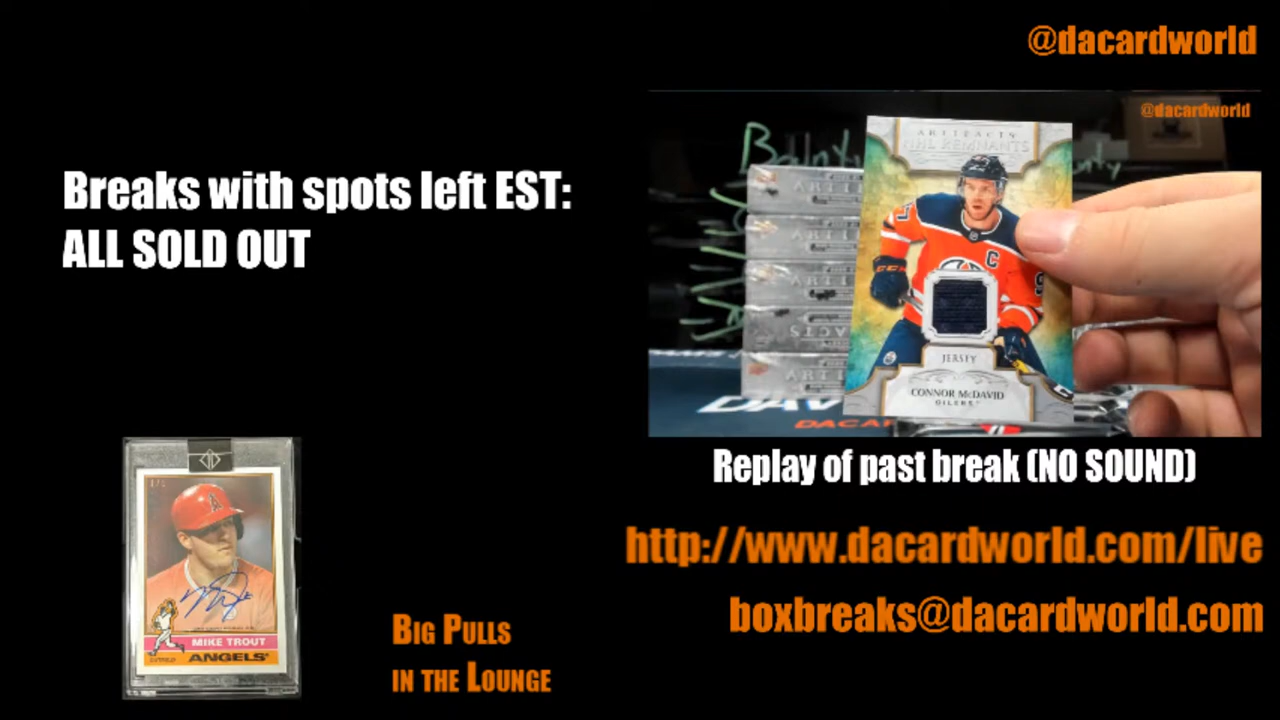 @dacardworld
Breaks with spots left EST:
ALL SOLD OUT
@dacardworld
Bounty
ARTIFACTS
NHL REMNANTS
C
JERSEY
CONNOR McDAVID
OILERS
Replay of past break (NO SOUND)
http://www.dacardworld.com/live
boxbreaks@dacardworld.com
MIKE TROUT
ANGELS
BIG PULLS
IN THE LOUNGE